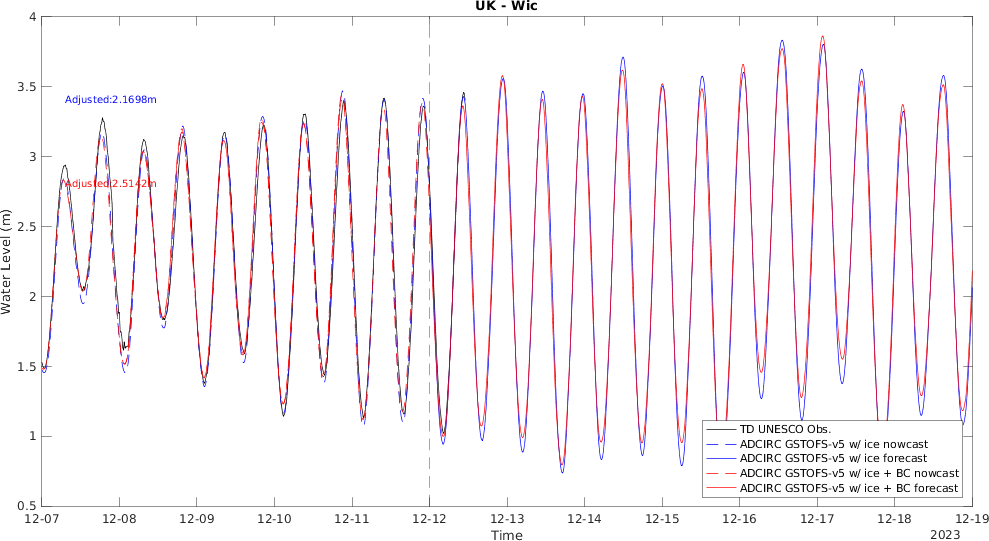 UK - Wic
Water Level (m)
4
3.5
3
2.5
2
1.5
1
0.5
Adjusted:2.1698m
Adjusted:2.5142m
TD UNESCO Obs.
ADCIRC GSTOFS-v5 w/ ice nowcast
ADCIRC GSTOFS-v5 w/ ice forecast
ADCIRC GSTOFS-v5 w/ ice + BC nowcast
ADCIRC GSTOFS-v5 w/ ice + BC forecast
12-07 12-08 12-09 12-10 12-11 12-12 12-13 12-14 12-15 12-16 12-17 12-18 12-19
Time
2023